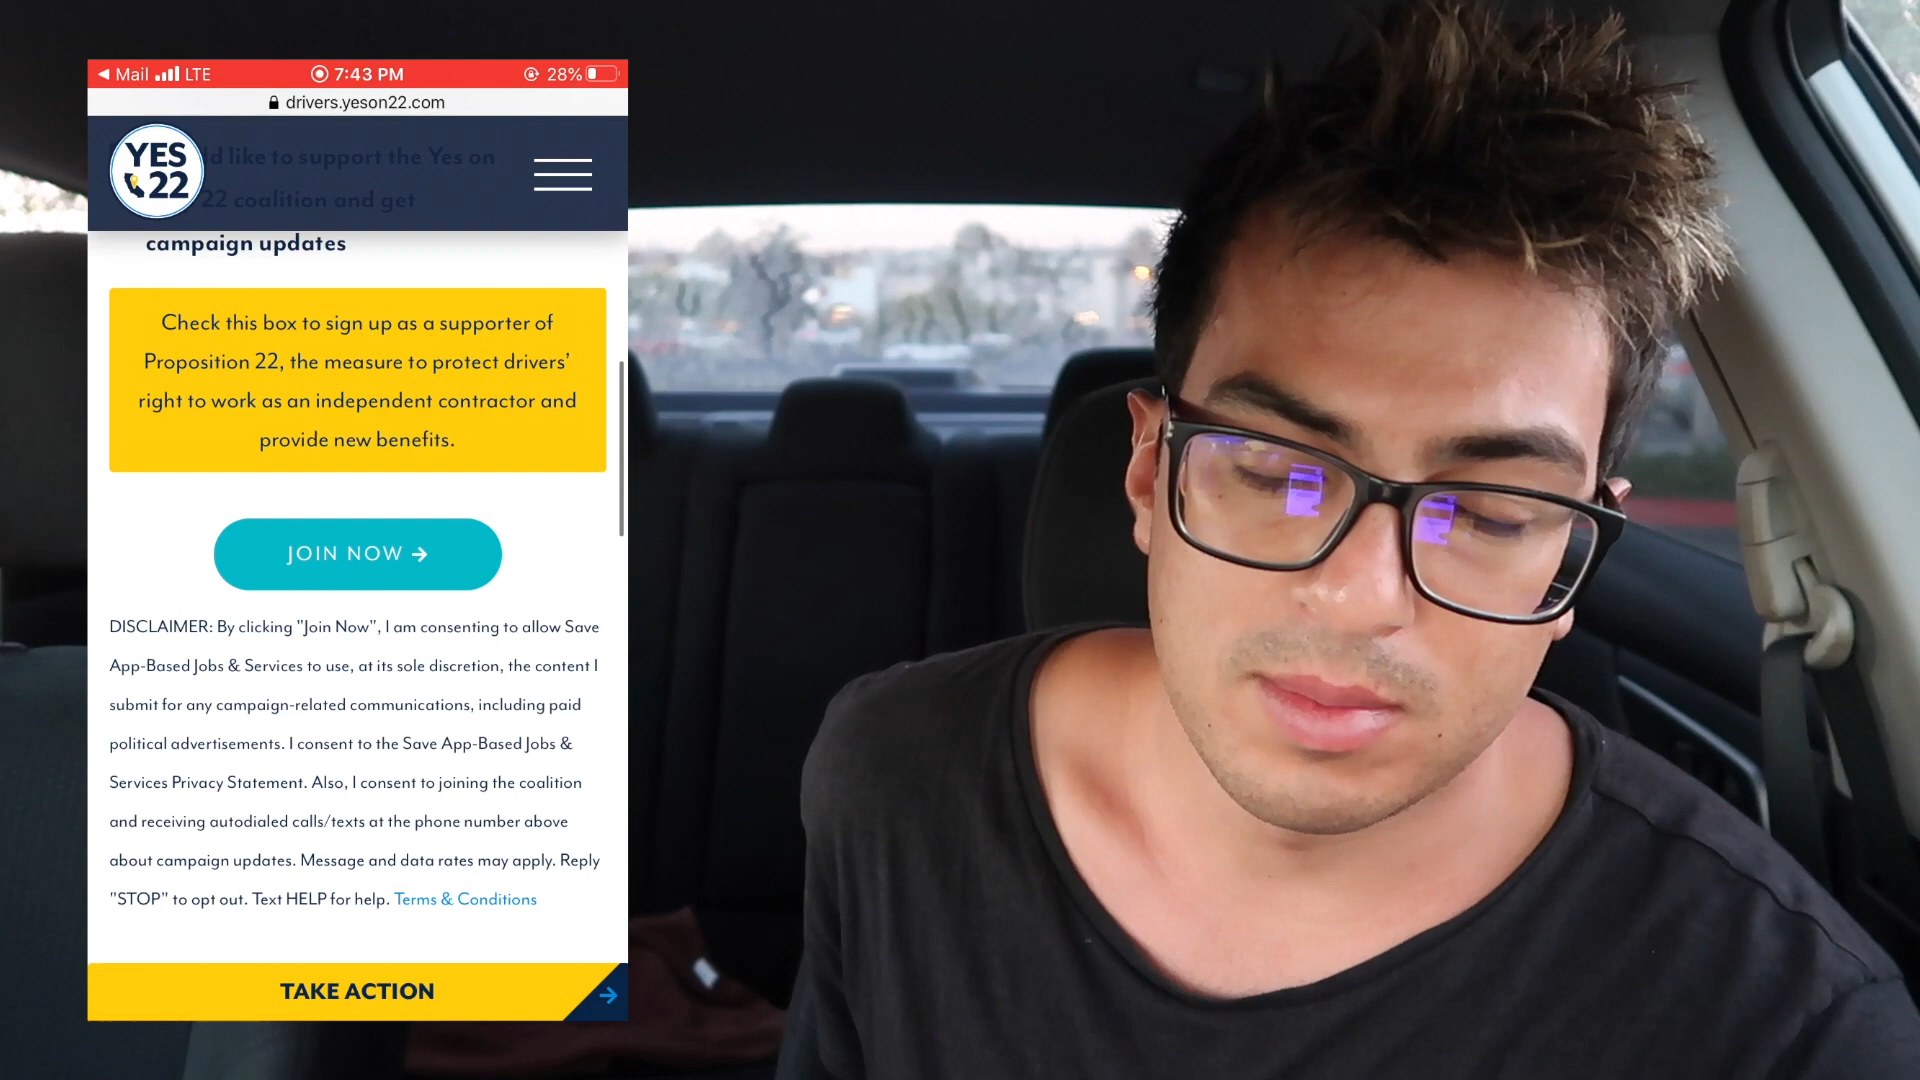 Mail LTE 7:43 PM 28%
drivers.yeson22.com
YES
22
ld like to support the Yes on
22 coalition and get
campaign updates
Check this box to sign up as a supporter of
Proposition 22, the measure to protect drivers’
right to work as an independent contractor and
provide new benefits.
JOIN NOW →
DISCLAIMER: By clicking "Join Now", I am consenting to allow Save
App-Based Jobs & Services to use, at its sole discretion, the content I
submit for any campaign-related communications, including paid
political advertisements. I consent to the Save App-Based Jobs &
Services Privacy Statement. Also, I consent to joining the coalition
and receiving autodialed calls/texts at the phone number above
about campaign updates. Message and data rates may apply. Reply
"STOP" to opt out. Text HELP for help. Terms & Conditions
TAKE ACTION